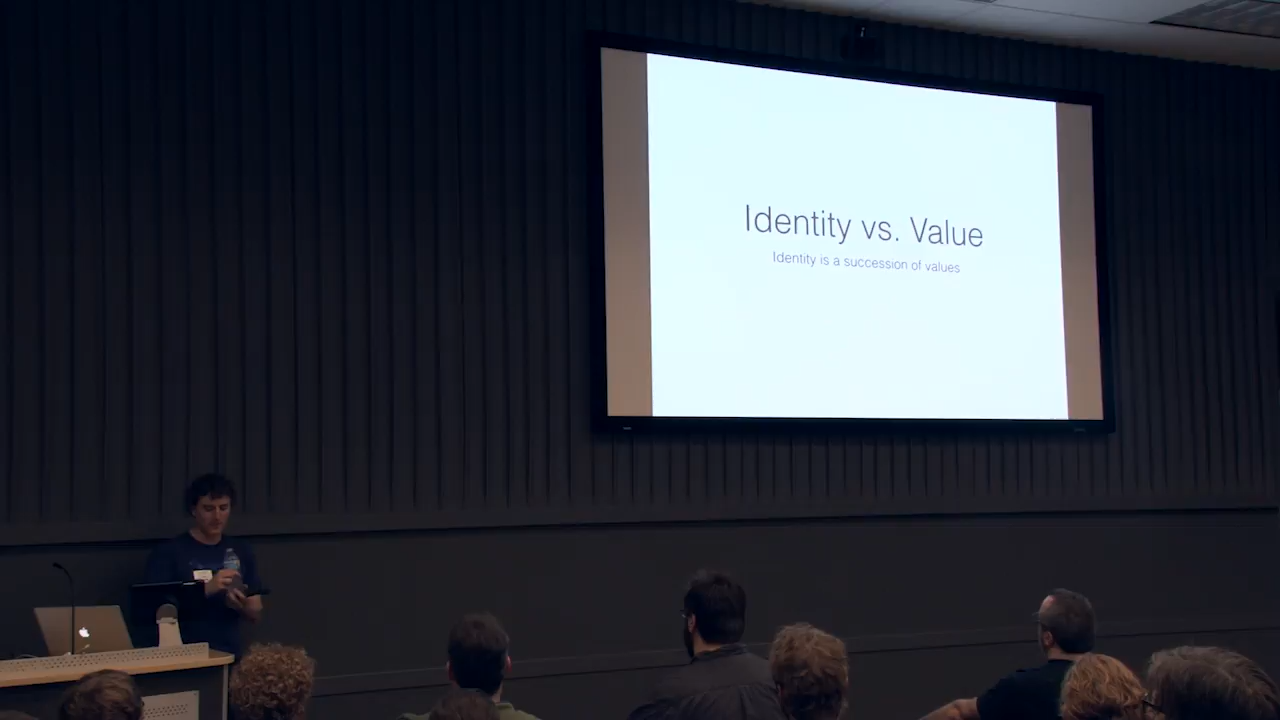 Identity vs. Value
Identity is a succession of values